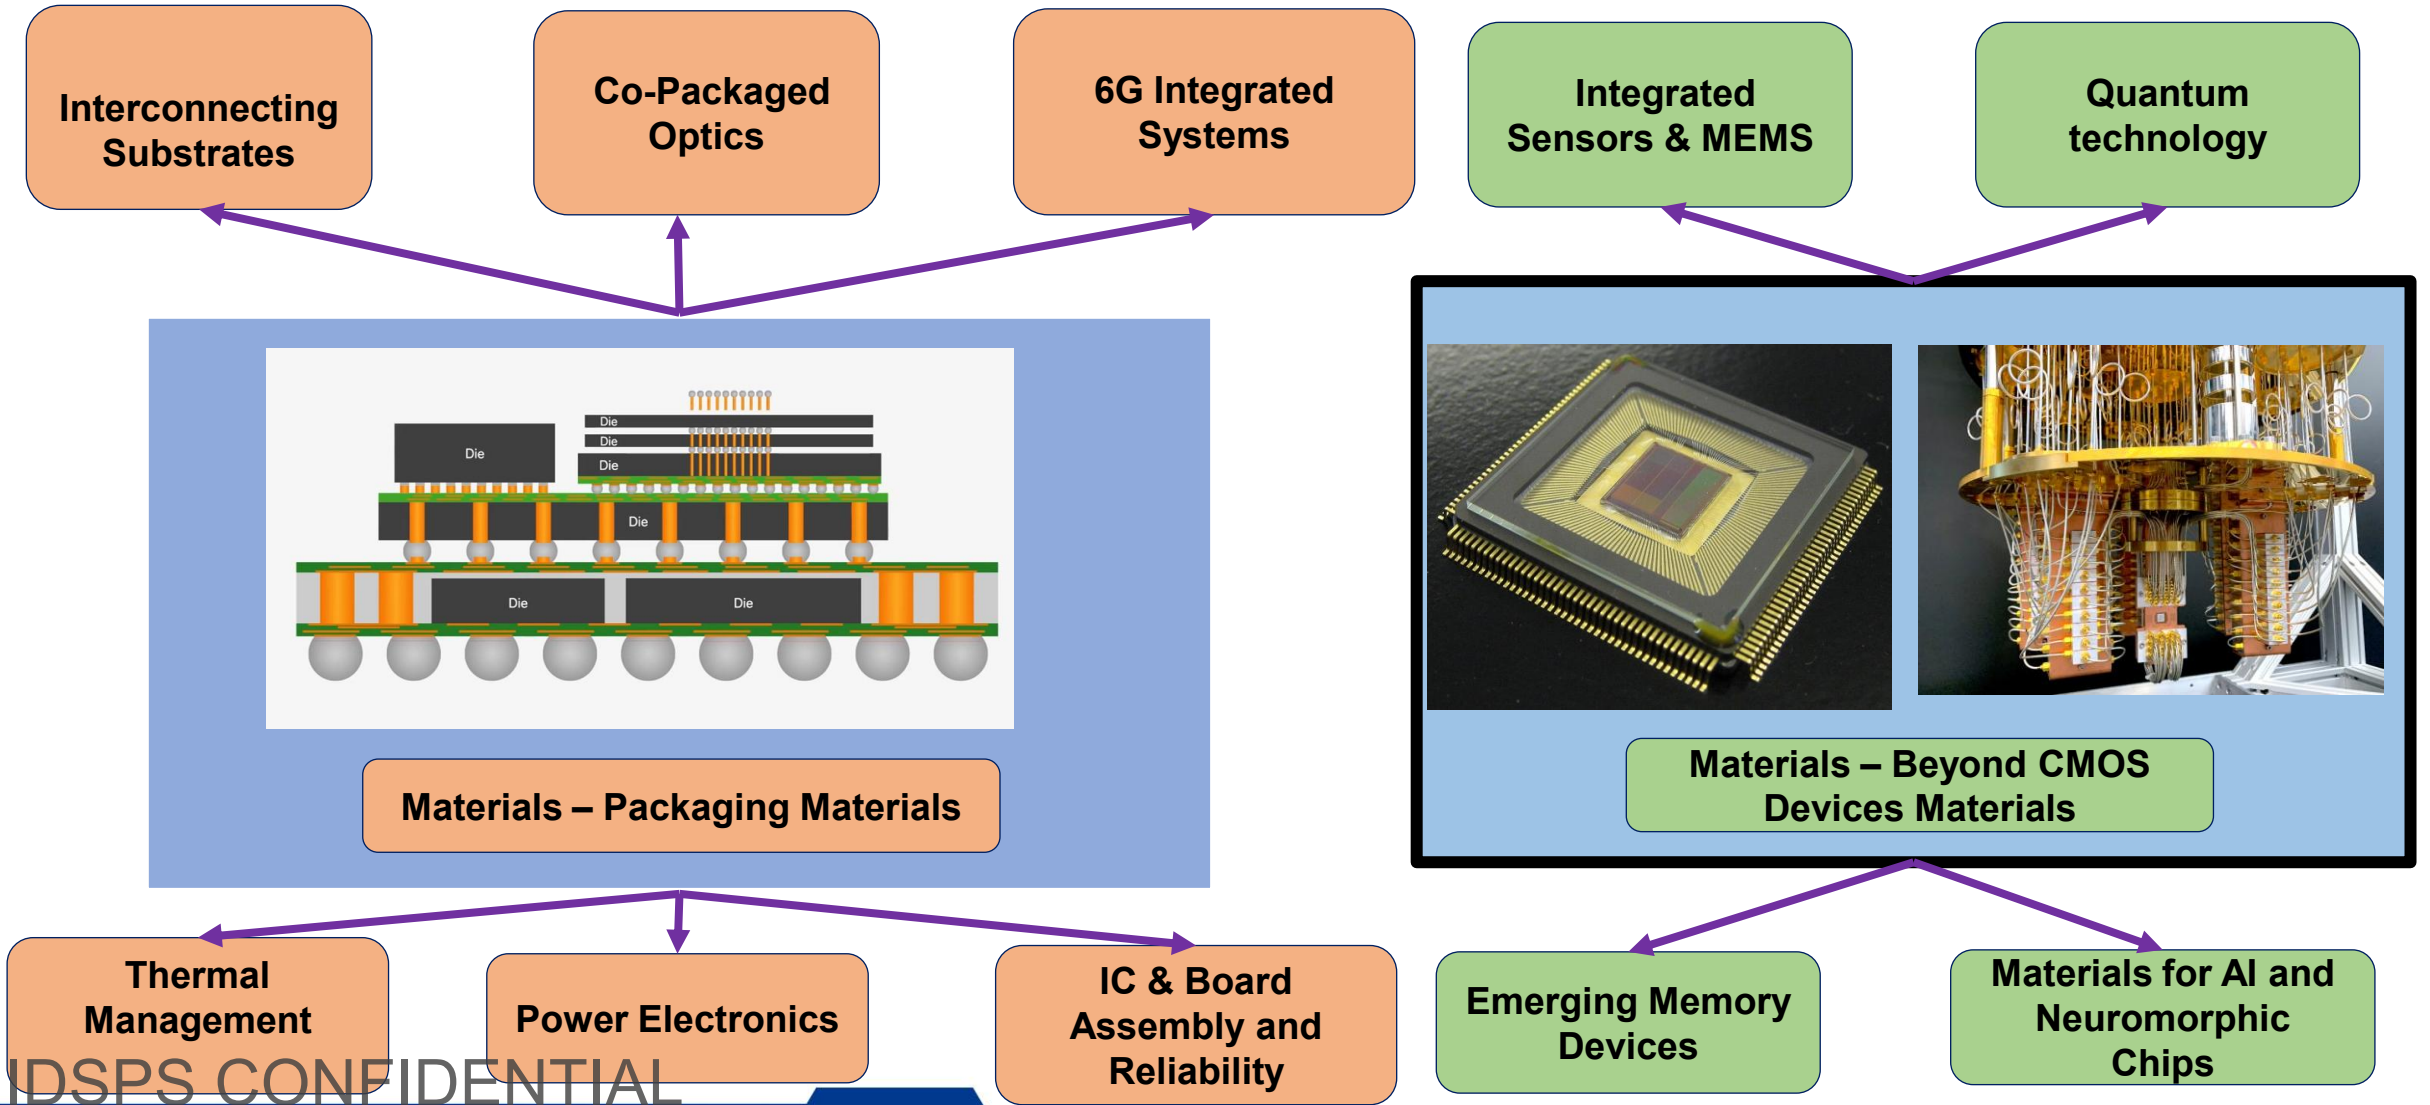 Interconnecting
Substrates
Co-Packaged
Optics
6G Integrated
Systems
Integrated
Sensors & MEMS
Quantum
technology
Die
Die
Die
Die
Die
Die
Die
Materials – Packaging Materials
Materials – Beyond CMOS
Devices Materials
Thermal
Management
Power Electronics
IC & Board
Assembly and
Reliability
Emerging Memory
Devices
Materials for AI and
Neuromorphic
Chips
IDSPS CONFIDENTIAL